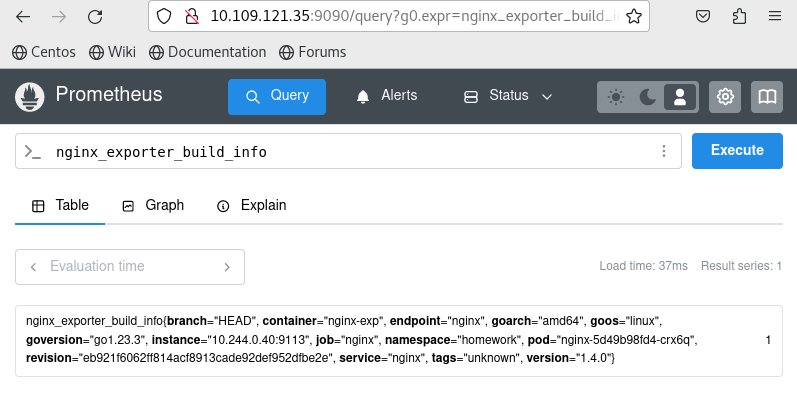 10.109.121.35:9090/query?g0.expr=nginx_exporter_build_i
Centos Wiki Documentation Forums
Prometheus Query Alerts Status
>_ nginx_exporter_build_info Execute
Table Graph Explain
< Evaluation time > Load time: 37ms Result series: 1
nginx_exporter_build_info{branch="HEAD", container="nginx-exp", endpoint="nginx", goarch="amd64", goos="linux",
goversion="go1.23.3", instance="10.244.0.40:9113", job="nginx", namespace="homework", pod="nginx-5d49b98fd4-crx6q", 1
revision="eb921f6062ff814acf8913cade92def952dfbe2e", service="nginx", tags="unknown", version="1.4.0"}